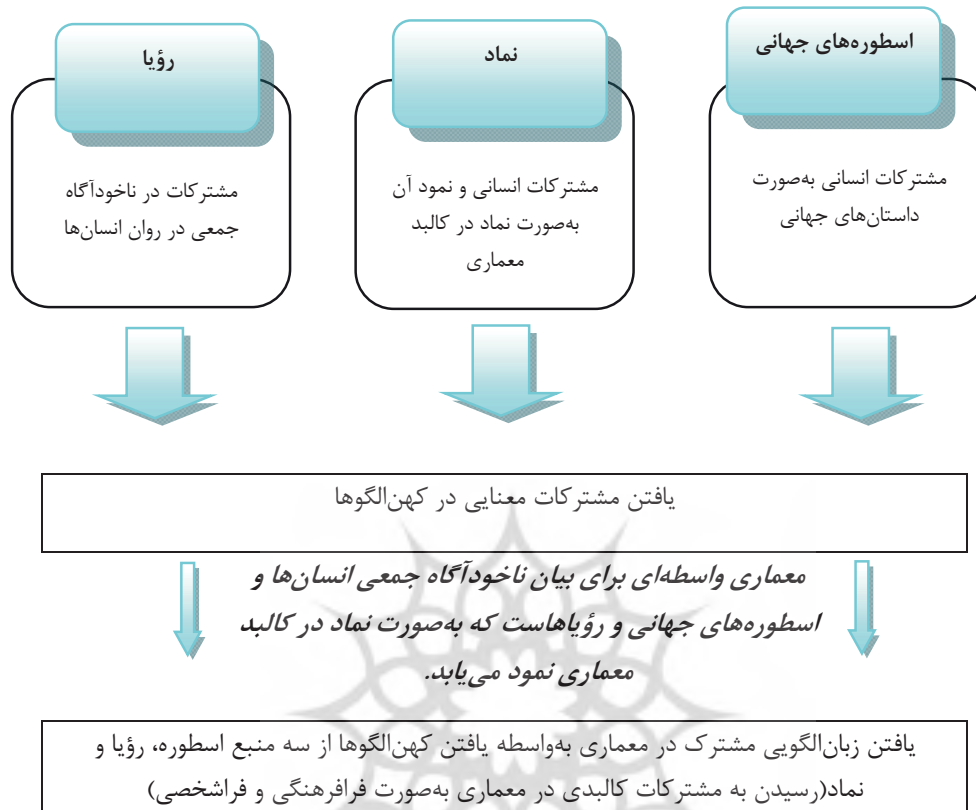 اسطوره‌های جهانی
مشترکات انسانی به‌صورت
داستان‌های جهانی
نماد
مشترکات انسانی و نمود آن
به‌صورت نماد در کالبد
معماری
رؤیا
مشترکات در ناخودآگاه
جمعی در روان انسان‌ها
یافتن مشترکات معنایی در کهن‌الگوها
معماری واسطه‌ای برای بیان ناخودآگاه جمعی انسان‌ها و
اسطوره‌های جهانی و رؤیاهاست که به‌صورت نماد در کالبد
معماری نمود می‌یابد.
یافتن زبان‌الگویی مشترک در معماری به‌واسطه یافتن کهن‌الگوها از سه منبع اسطوره، رؤیا و
نماد(رسیدن به مشترکات کالبدی در معماری به‌صورت فرافرهنگی و فراشخصی)